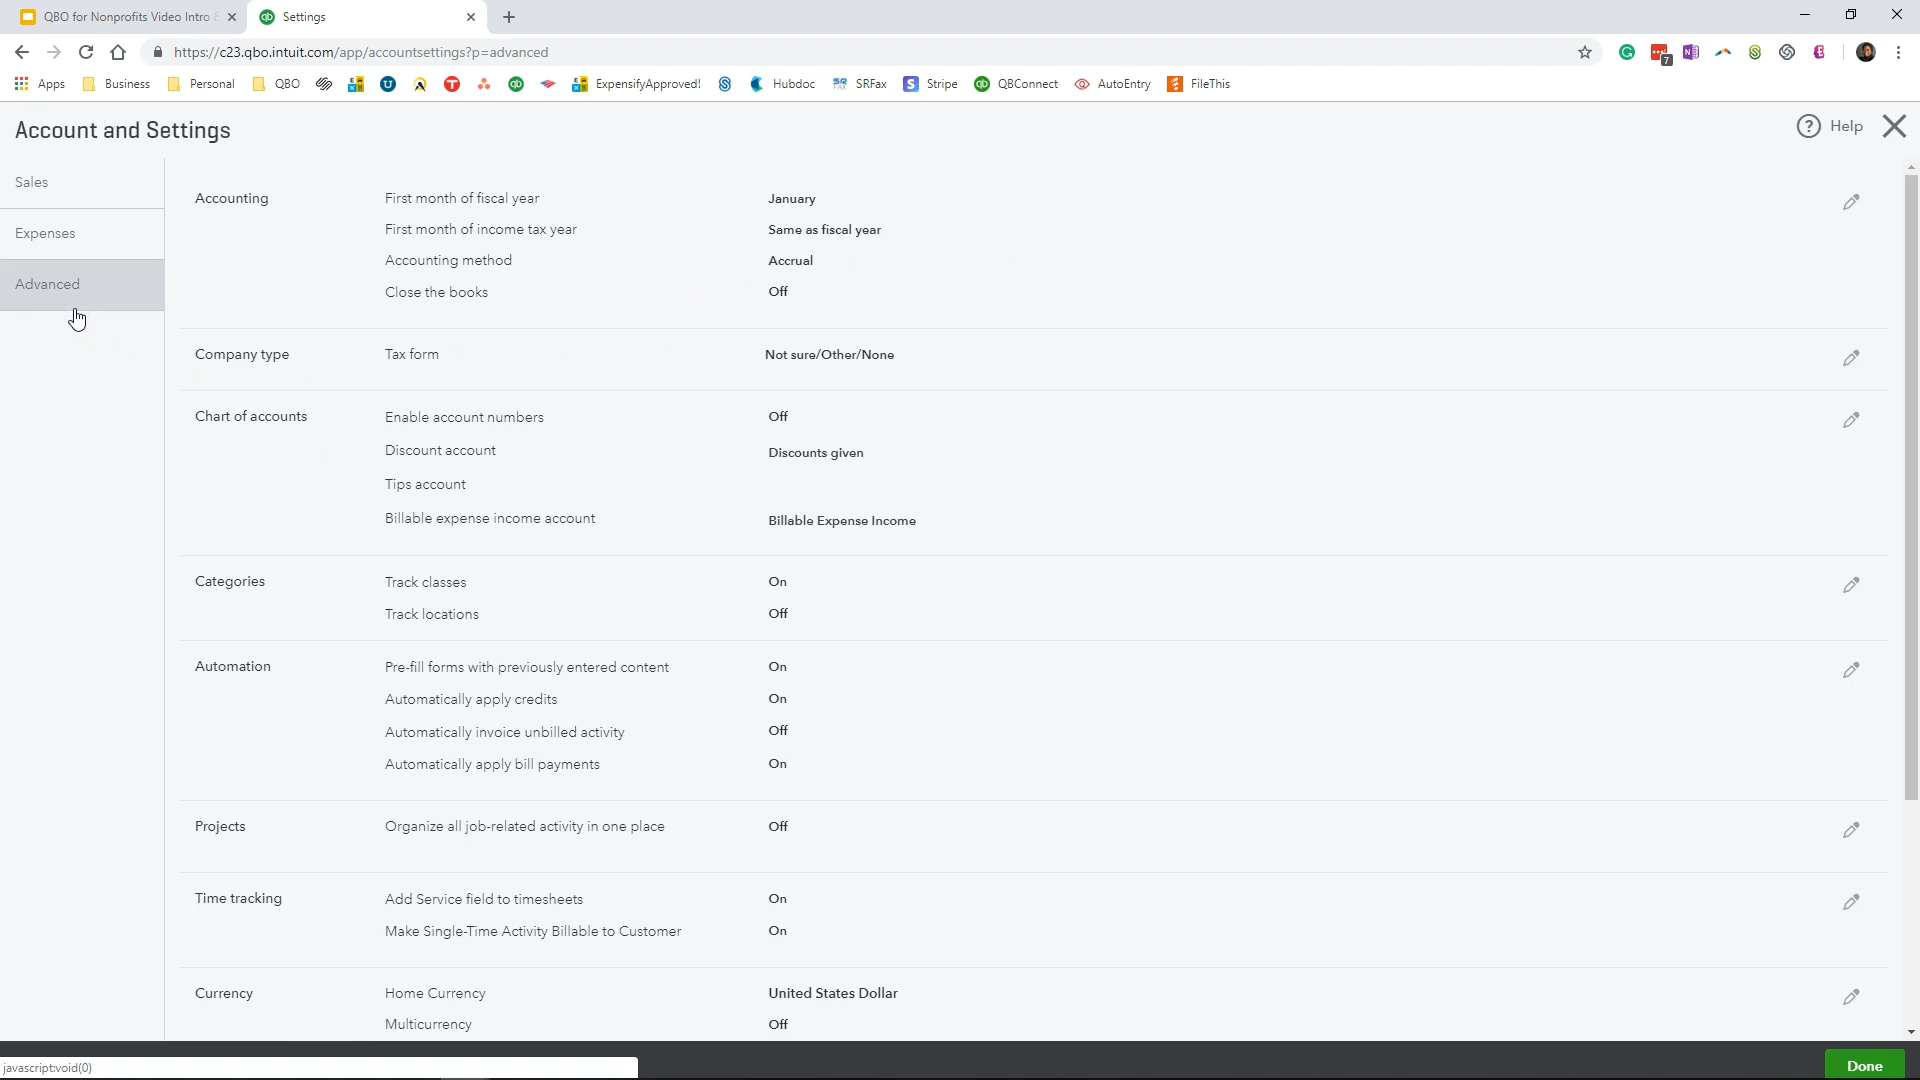 QBO for Nonprofits Video Intro
Settings
https://c23.qbo.intuit.com/app/accountsettings?p=advanced
7
Apps Business Personal QBO ExpensifyApproved! Hubdoc SRFax Stripe QBConnect AutoEntry FileThis
Account and Settings
? Help
Sales
Expenses
Advanced
Accounting First month of fiscal year January
First month of income tax year Same as fiscal year
Accounting method Accrual
Close the books Off
Company type Tax form Not sure/Other/None
Chart of accounts Enable account numbers Off
Discount account Discounts given
Tips account
Billable expense income account Billable Expense Income
Categories Track classes On
Track locations Off
Automation Pre-fill forms with previously entered content On
Automatically apply credits On
Automatically invoice unbilled activity Off
Automatically apply bill payments On
Projects Organize all job-related activity in one place Off
Time tracking Add Service field to timesheets On
Make Single-Time Activity Billable to Customer On
Currency Home Currency United States Dollar
Multicurrency Off
javascript:void(0)
Done